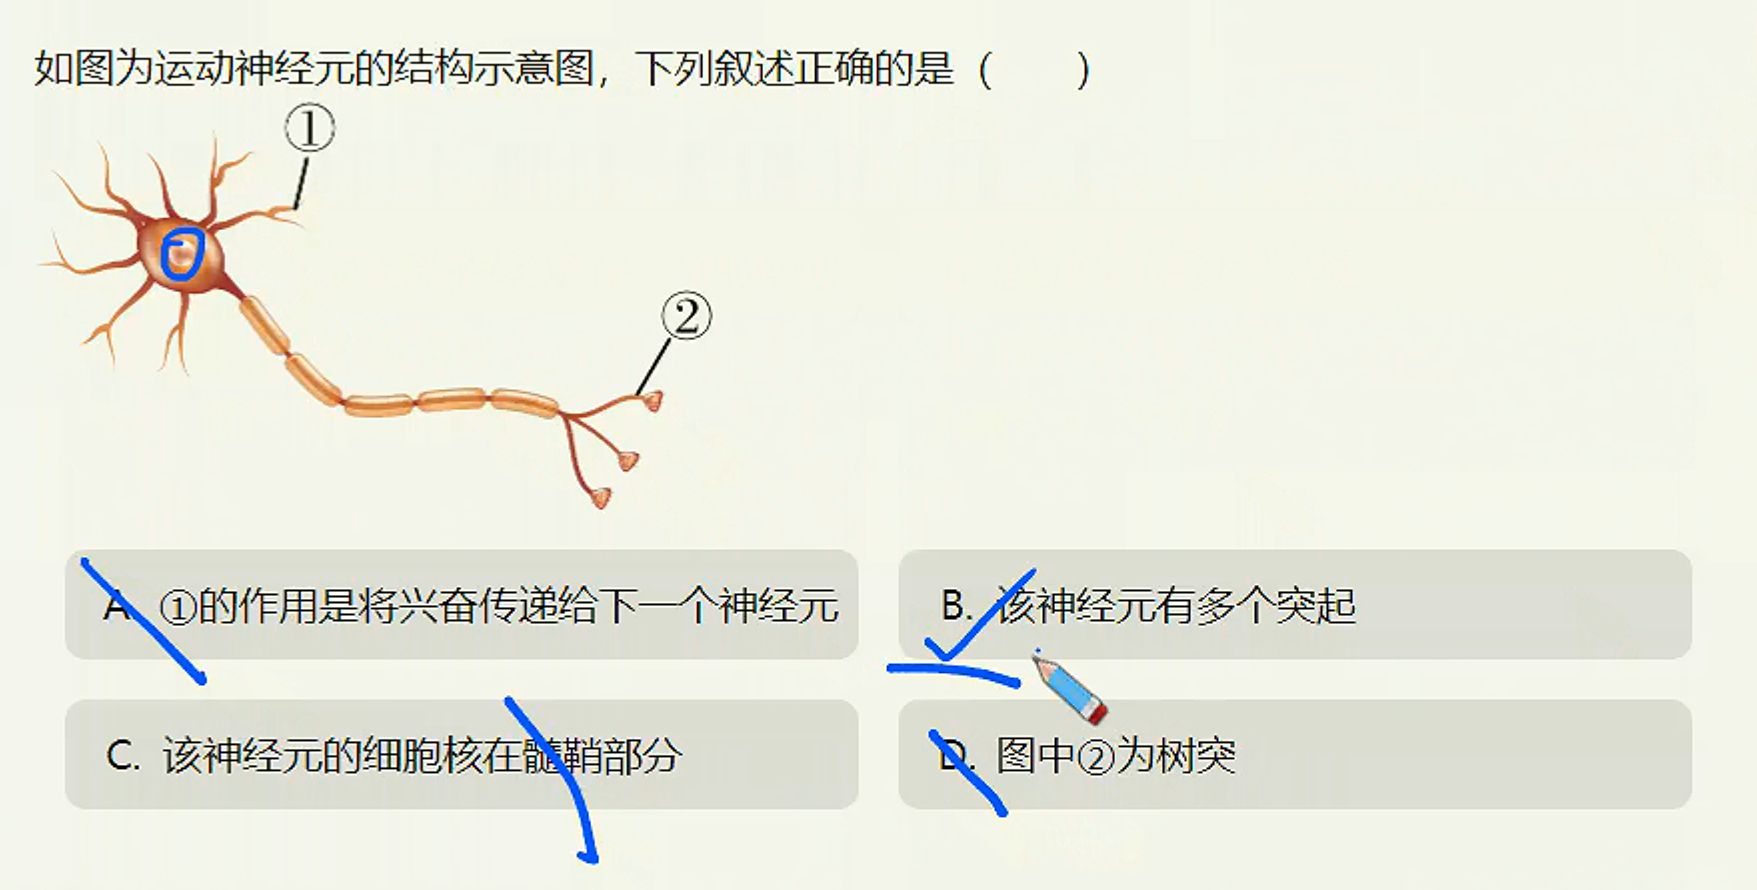 如图为运动神经元的结构示意图，下列叙述正确的是（　　）
①
②
A. ①的作用是将兴奋传递给下一个神经元
B. 该神经元有多个突起
C. 该神经元的细胞核在髓鞘部分
D. 图中②为树突